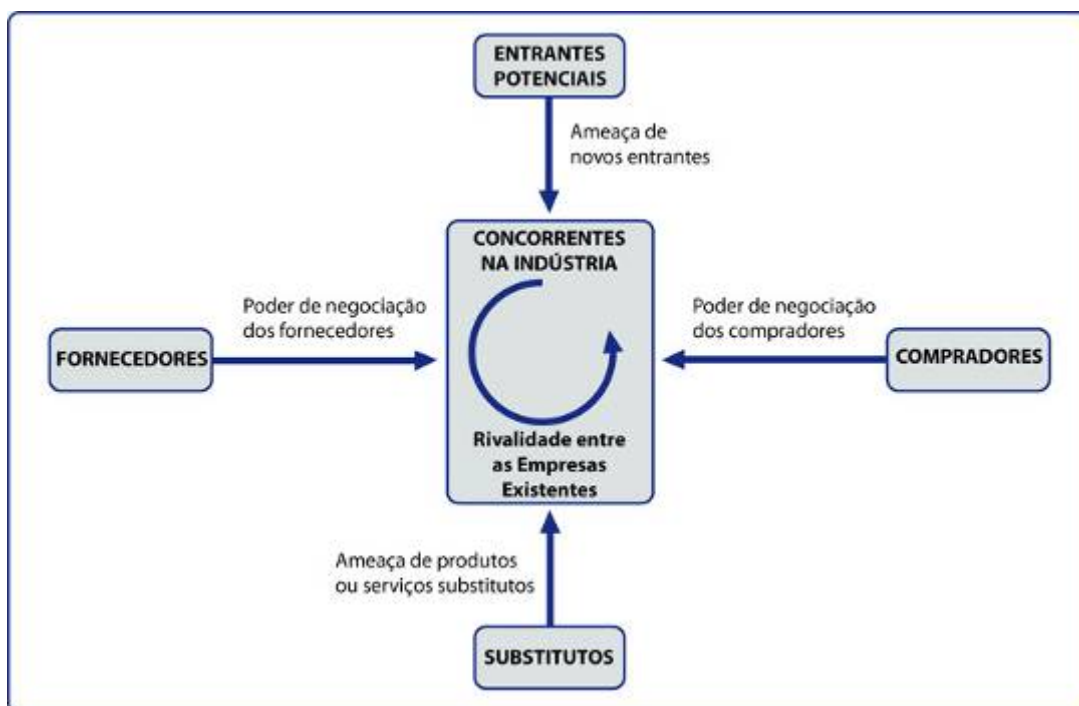 ENTRANTES
POTENCIAIS
Ameaça de
novos entrantes
CONCORRENTES
NA INDÚSTRIA
Poder de negociação
dos fornecedores
Poder de negociação
dos compradores
FORNECEDORES
COMPRADORES
Rivalidade entre
as Empresas
Existentes
Ameaça de produtos
ou serviços substitutos
SUBSTITUTOS